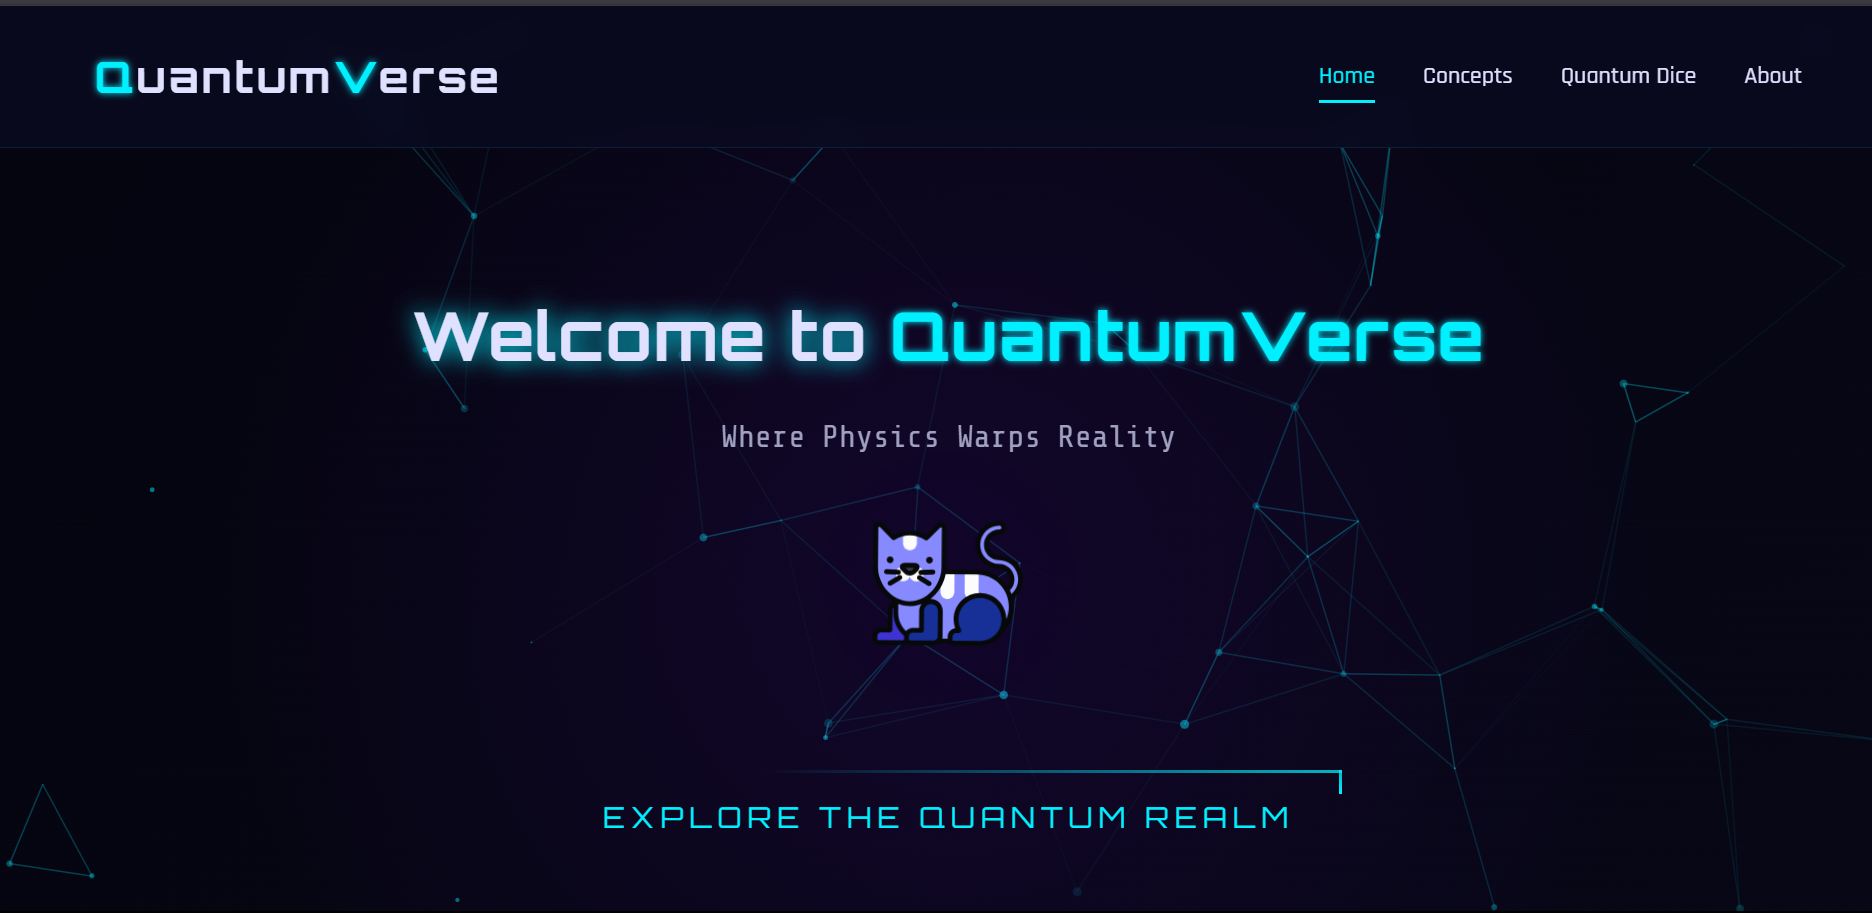 QuantumVerse
Home Concepts Quantum Dice About
Welcome to QuantumVerse
Where Physics Warps Reality
EXPLORE THE QUANTUM REALM